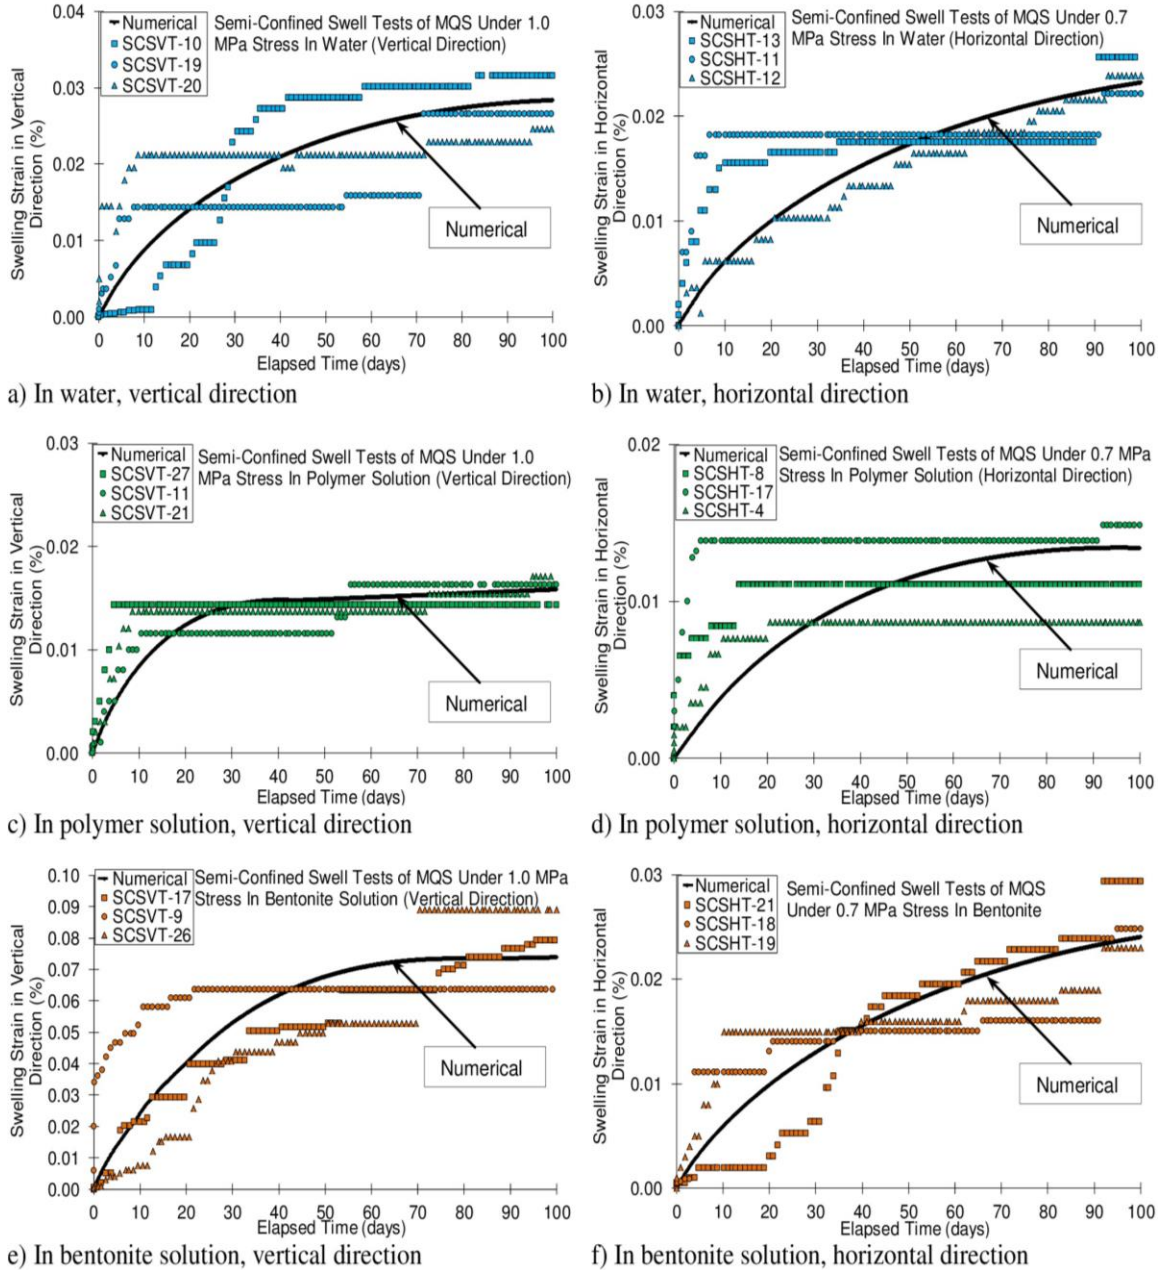 Numerical
SCSVT-10
SCSVT-19
SCSVT-20
Semi-Confined Swell Tests of MQS Under 1.0
MPa Stress In Water (Vertical Direction)
Swelling Strain in Vertical
Direction (%)
0.04
0.03
0.02
0.01
0.00
Numerical
0 10 20 30 40 50 60 70 80 90 100
Elapsed Time (days)
a) In water, vertical direction
Numerical
SCSHT-13
SCSHT-11
SCSHT-12
Semi-Confined Swell Tests of MQS Under 0.7
MPa Stress In Water (Horizontal Direction)
Swelling Strain in Horizontal
Direction (%)
0.03
0.02
0.01
0.00
Numerical
0 10 20 30 40 50 60 70 80 90 100
Elapsed Time (days)
b) In water, horizontal direction
Numerical
SCSVT-27
SCSVT-11
SCSVT-21
Semi-Confined Swell Tests of MQS Under 1.0
MPa Stress In Polymer Solution (Vertical Direction)
Swelling Strain in Vertical
Direction (%)
0.03
0.02
0.01
0.00
Numerical
0 10 20 30 40 50 60 70 80 90 100
Elapsed Time (days)
c) In polymer solution, vertical direction
Numerical
SCSHT-8
SCSHT-17
SCSHT-4
Semi-Confined Swell Tests of MQS Under 0.7 MPa
Stress In Polymer Solution (Horizontal Direction)
Swelling Strain in Horizontal
Direction (%)
0.02
0.01
0.00
Numerical
0 10 20 30 40 50 60 70 80 90 100
Elapsed Time (days)
d) In polymer solution, horizontal direction
Numerical
SCSVT-17
SCSVT-9
SCSVT-26
Semi-Confined Swell Tests of MQS Under 1.0 MPa
Stress In Bentonite Solution (Vertical Direction)
Swelling Strain in Vertical
Direction (%)
0.10
0.09
0.08
0.07
0.06
0.05
0.04
0.03
0.02
0.01
0.00
Numerical
0 10 20 30 40 50 60 70 80 90 100
Elapsed Time (days)
e) In bentonite solution, vertical direction
Numerical
SCSHT-21
SCSHT-18
SCSHT-19
Semi-Confined Swell Tests of MQS
Under 0.7 MPa Stress In Bentonite
Swelling Strain in Horizontal
Direction (%)
0.03
0.02
0.01
0.00
Numerical
0 10 20 30 40 50 60 70 80 90 100
Elapsed Time (days)
f) In bentonite solution, horizontal direction